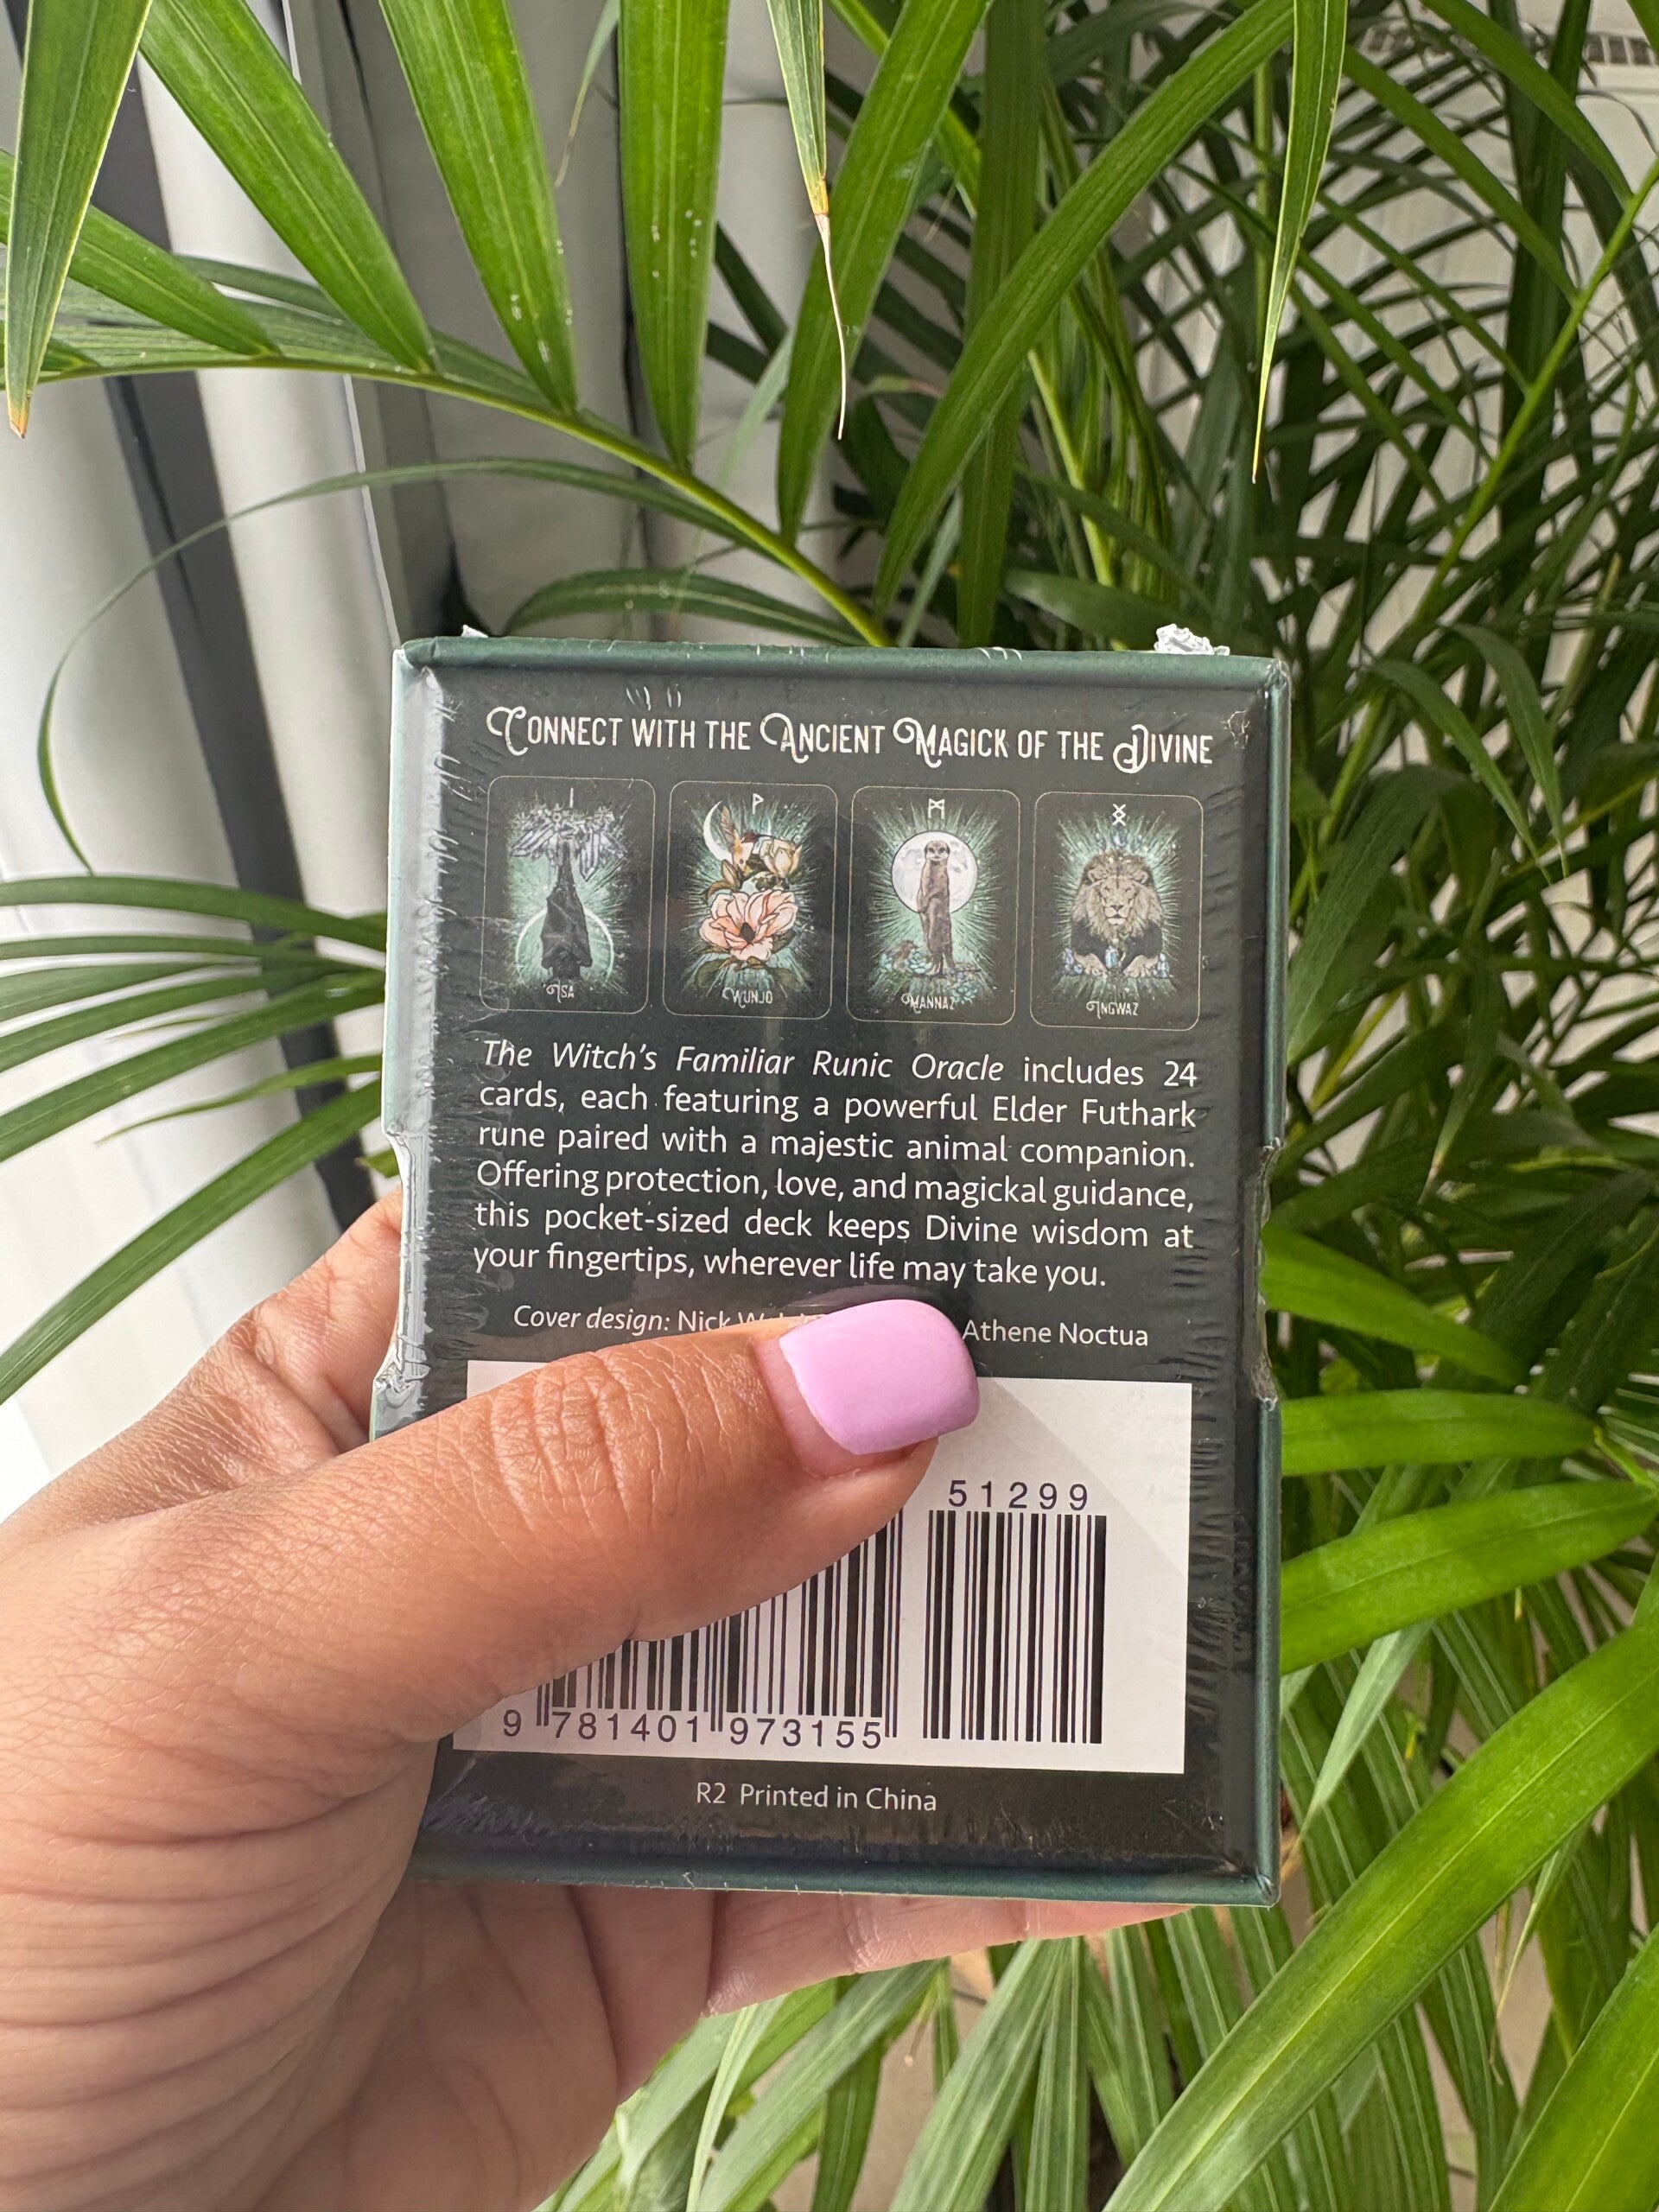 CONNECT WITH THE ANCIENT MAGICK OF THE DIVINE
ᛁ ᚹ ᛗ ᛝ
ISA WUNJO MANNAZ INGWAZ
The Witch's Familiar Runic Oracle includes 24
cards, each featuring a powerful Elder Futhark
rune paired with a majestic animal companion.
Offering protection, love, and magickal guidance,
this pocket-sized deck keeps Divine wisdom at
your fingertips, wherever life may take you.
Cover design: Nick Athene Noctua
51299
9 781401 973155
R2 Printed in China